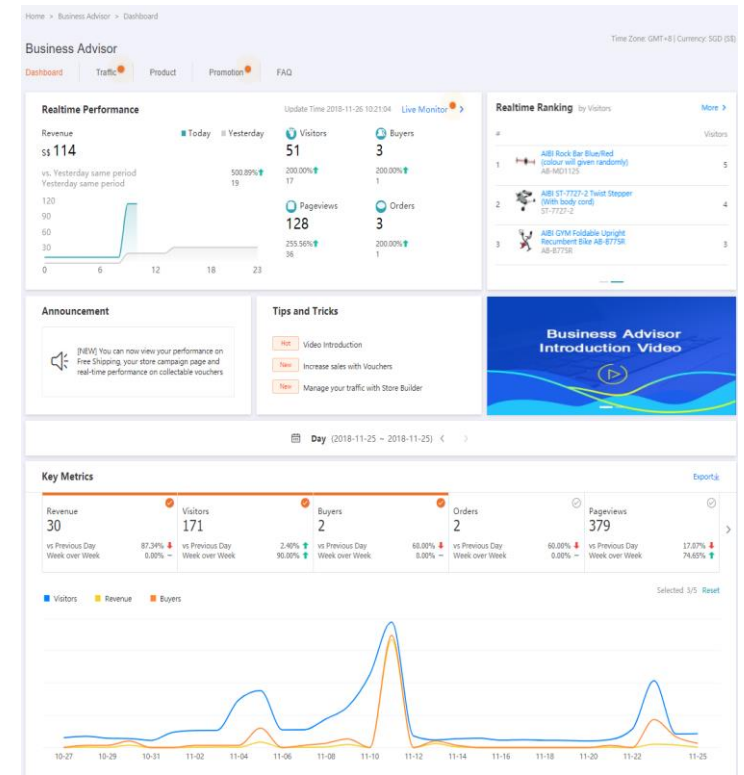 Home > Business Advisor > Dashboard
Time Zone: GMT+8 | Currency: SGD (S$)
Business Advisor
Dashboard Traffic Product Promotion FAQ
Realtime Performance
Update Time 2018-11-26 10:21:04 Live Monitor >
Revenue
Today Yesterday
S$ 114
vs. Yesterday same period 500.89%
Yesterday same period 19
120
90
60
30
0 6 12 18 23
Visitors
51
200.00%
17
Buyers
3
200.00%
1
Pageviews
128
255.56%
36
Orders
3
200.00%
1
Realtime Ranking by Visitors More >
# Visitors
1 AIBI Rock Bar Blue/Red 5
(colour will given randomly)
AB-MD1125
2 AIBI ST-7727-2 Twist Stepper 4
(With body cord)
ST-7727-2
3 AIBI GYM Foldable Upright 3
Recumbent Bike AB-B775R
AB-B775R
Announcement
[NEW] You can now view your performance on
Free Shipping, your store campaign page and
real-time performance on collectable vouchers
Tips and Tricks
Hot Video Introduction
New Increase sales with Vouchers
New Manage your traffic with Store Builder
Business Advisor
Introduction Video
Day (2018-11-25 ~ 2018-11-25) < >
Key Metrics
Export
Revenue
30
vs Previous Day 87.34%
Week over Week 0.00% –
Visitors
171
vs Previous Day 2.40%
Week over Week 90.00%
Buyers
2
vs Previous Day 60.00%
Week over Week 0.00% –
Orders
2
vs Previous Day 60.00%
Week over Week 0.00% –
Pageviews
379
vs Previous Day 17.07%
Week over Week 74.65%
>
Selected: 3/5 Reset
Visitors Revenue Buyers
10-27 10-29 10-31 11-02 11-04 11-06 11-08 11-10 11-12 11-14 11-16 11-18 11-20 11-22 11-25